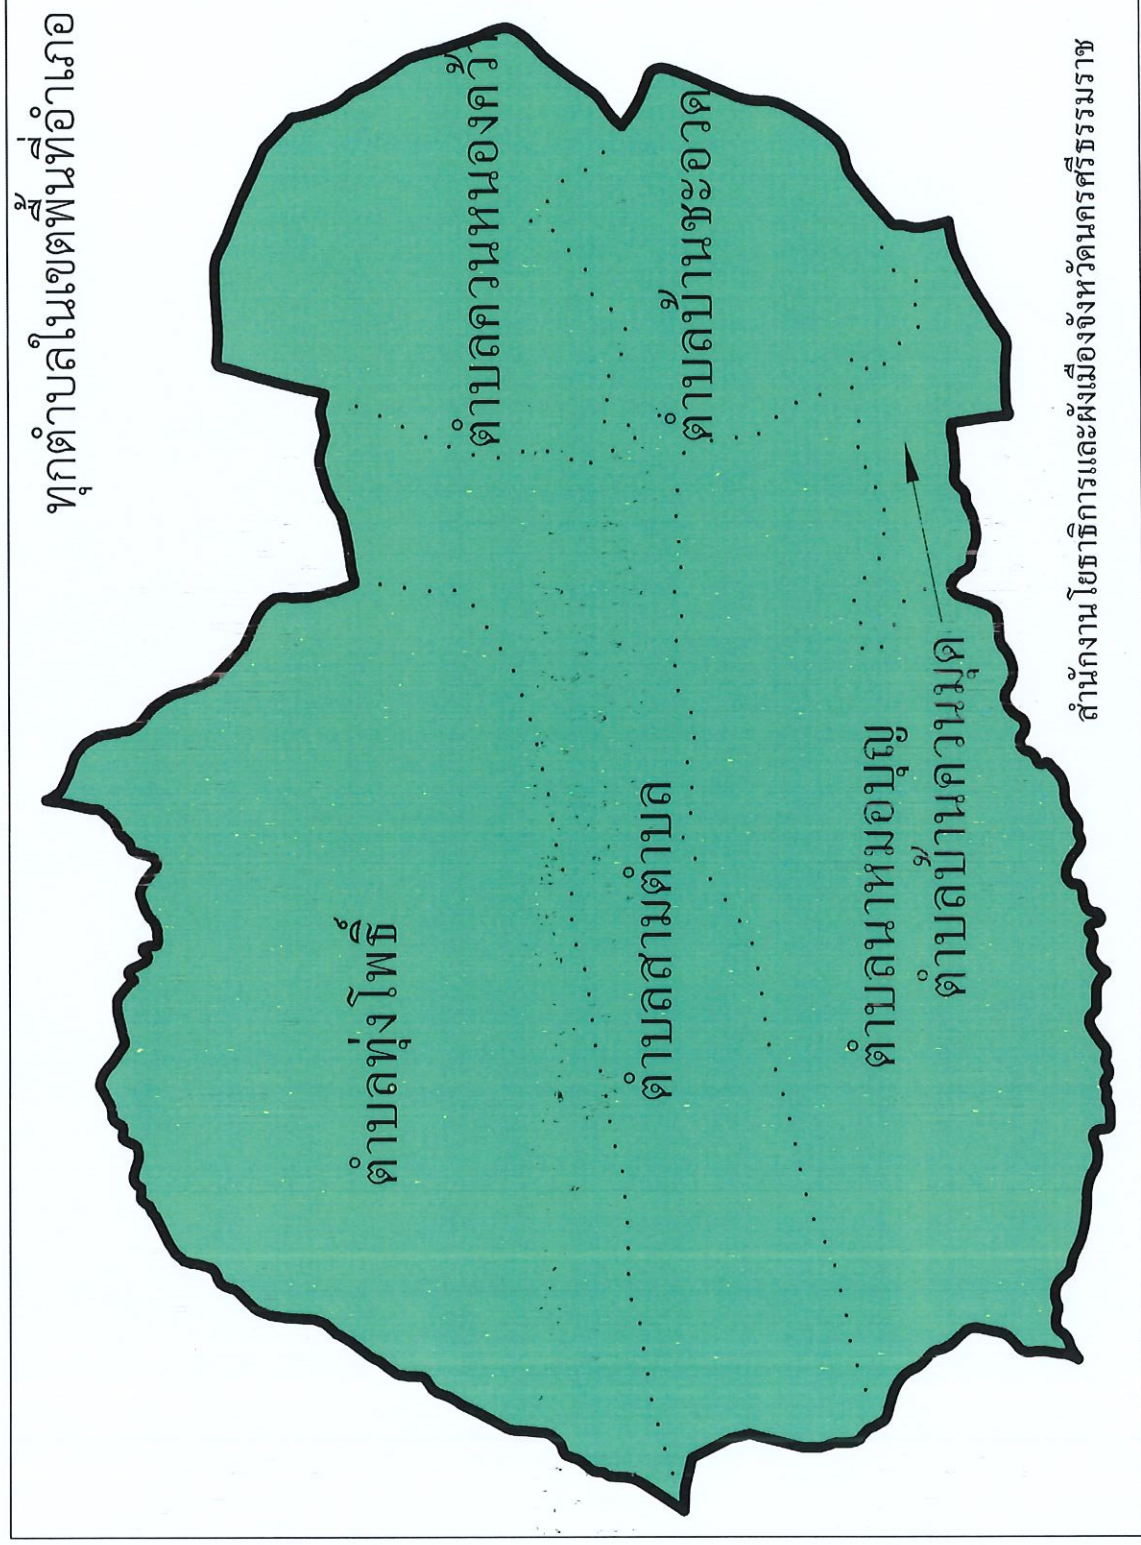 ทุกตำบลในเขตพื้นที่อำเภอ
ตำบลควนหนองคว้า
ตำบลบ้านชะอวด
ตำบลทุ่งโพธิ์
ตำบลสามตำบล
ตำบลนาหมอบุญ
ตำบลบ้านควนมุด
สำนักงานโยธาธิการและผังเมืองจังหวัดนครศรีธรรมราช